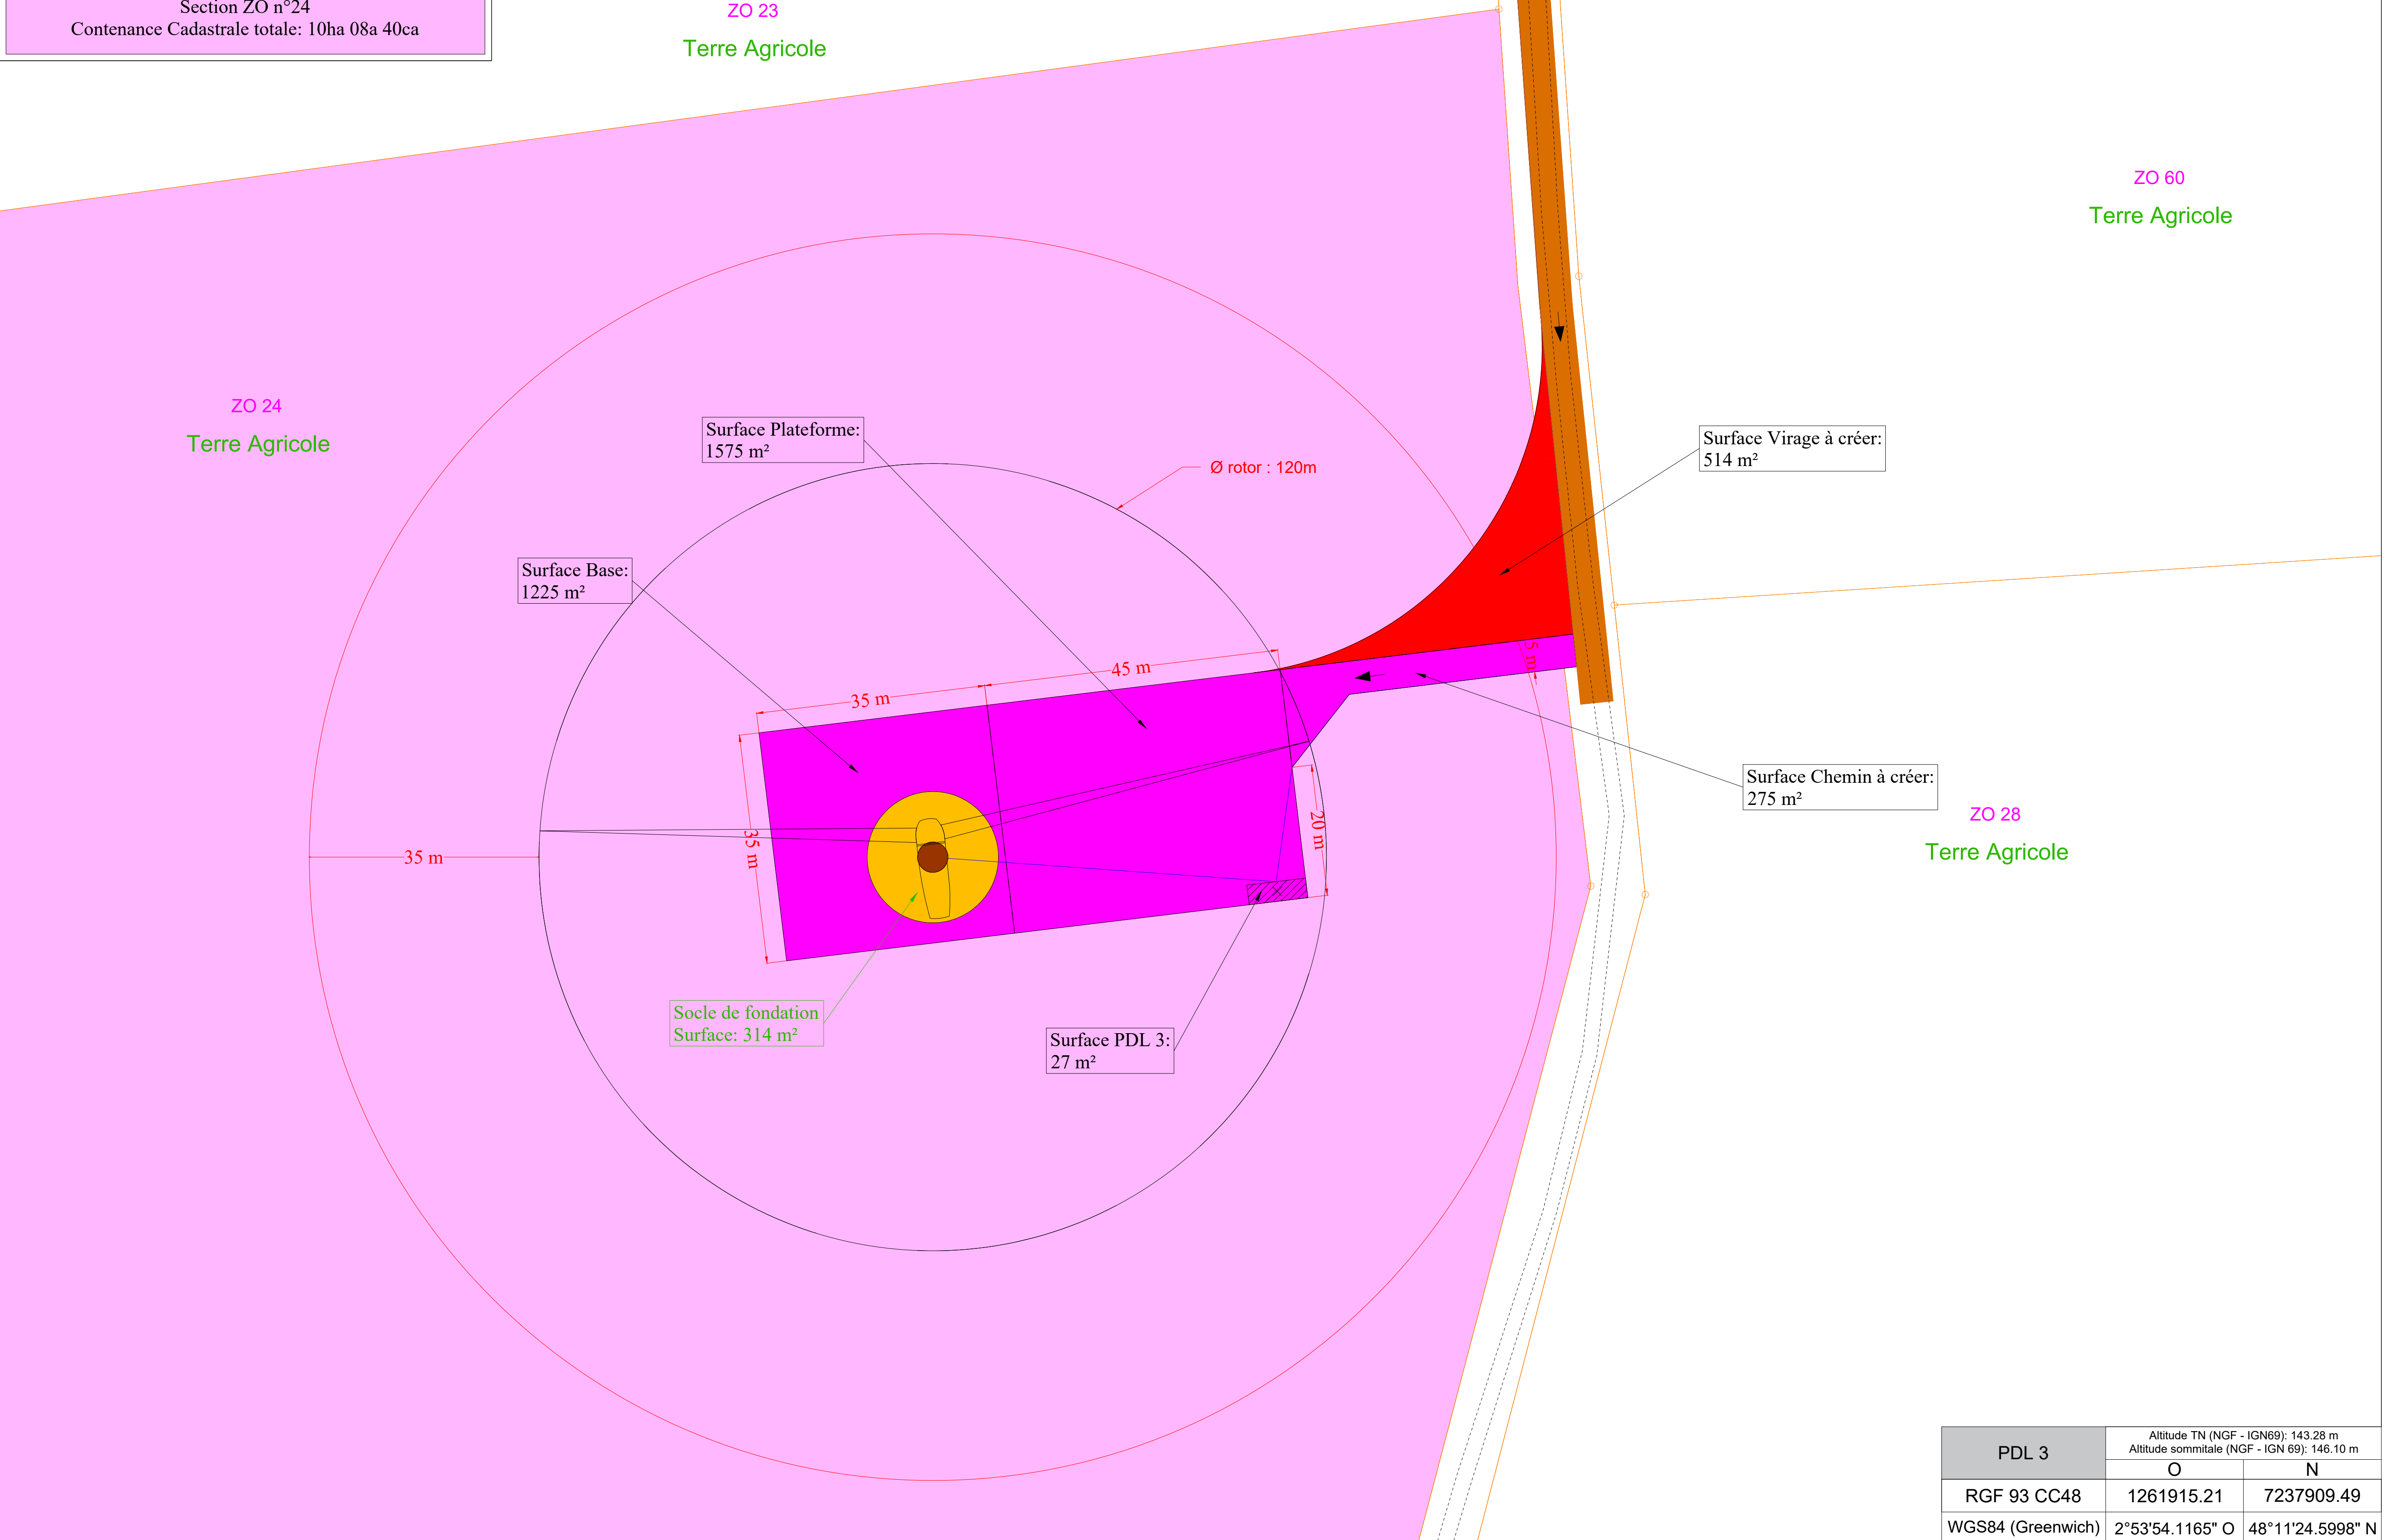 Section ZO n°24
Contenance Cadastrale totale: 10ha 08a 40ca
ZO 23
Terre Agricole
ZO 60
Terre Agricole
ZO 24
Terre Agricole
Surface Plateforme:
1575 m²
Ø rotor : 120m
Surface Virage à créer:
514 m²
Surface Base:
1225 m²
5 m
45 m
35 m
35 m
20 m
35 m
Surface Chemin à créer:
275 m²
ZO 28
Terre Agricole
Socle de fondation
Surface: 314 m²
Surface PDL 3:
27 m²
PDL 3
Altitude TN (NGF - IGN69): 143.28 m
Altitude sommitale (NGF - IGN 69): 146.10 m
O N
RGF 93 CC48 1261915.21 7237909.49
WGS84 (Greenwich) 2°53'54.1165" O 48°11'24.5998" N